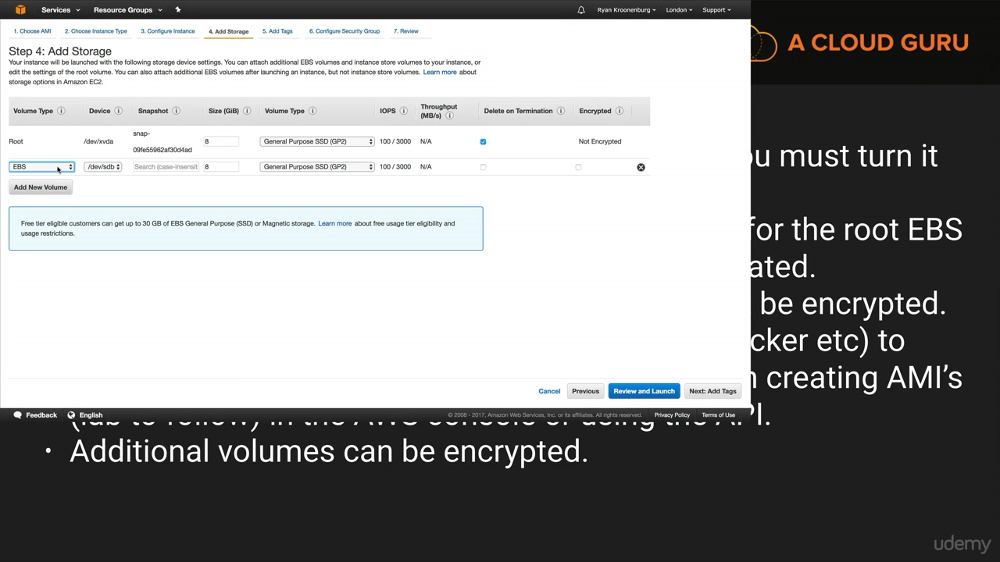 Services
Resource Groups
Ryan Kroonenburg
London
Support
1. Choose AMI
2. Choose Instance Type
3. Configure Instance
4. Add Storage
5. Add Tags
6. Configure Security Group
7. Review
A CLOUD GURU
Step 4: Add Storage
Your instance will be launched with the following storage device settings. You can attach additional EBS volumes and instance store volumes to your instance, or
edit the settings of the root volume. You can also attach additional EBS volumes after launching an instance, but not instance store volumes. Learn more about
storage options in Amazon EC2.
Volume Type
Device
Snapshot
Size (GiB)
Volume Type
IOPS
Throughput
(MB/s)
Delete on Termination
Encrypted
Root
/dev/xvda
snap-
09fe55962af30d4ad
8
General Purpose SSD (GP2)
100 / 3000
N/A
Not Encrypted
EBS
/dev/sdb
Search (case-insensit
8
General Purpose SSD (GP2)
100 / 3000
N/A
Add New Volume
Free tier eligible customers can get up to 30 GB of EBS General Purpose (SSD) or Magnetic storage. Learn more about free usage tier eligibility and
usage restrictions.
Cancel
Previous
Review and Launch
Next: Add Tags
Feedback
English
© 2008 - 2017, Amazon Web Services, Inc. or its affiliates. All rights reserved.
Privacy Policy
Terms of Use
must turn it
for the root EBS
ated.
be encrypted.
cker etc) to
creating AMI's
(lab to follow) in the AWS console or using the API.
• Additional volumes can be encrypted.
udemy